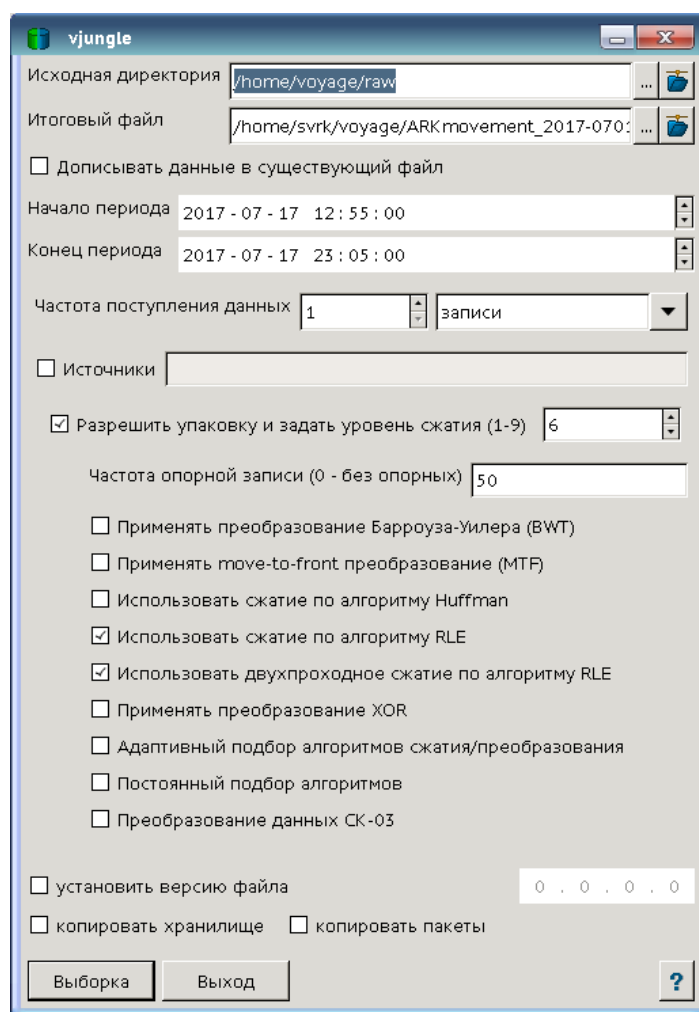 vjungle
Исходная директория /home/voyage/raw ...
Итоговый файл /home/svrk/voyage/ARKmovement_2017-0701 ...
Дописывать данные в существующий файл
Начало периода 2017 - 07 - 17 12 : 55 : 00
Конец периода 2017 - 07 - 17 23 : 05 : 00
Частота поступления данных 1 записи
Источники
Разрешить упаковку и задать уровень сжатия (1-9) 6
Частота опорной записи (0 - без опорных) 50
Применять преобразование Барроуза-Уилера (BWT)
Применять move-to-front преобразование (MTF)
Использовать сжатие по алгоритму Huffman
Использовать сжатие по алгоритму RLE
Использовать двухпроходное сжатие по алгоритму RLE
Применять преобразование XOR
Адаптивный подбор алгоритмов сжатия/преобразования
Постоянный подбор алгоритмов
Преобразование данных СК-03
установить версию файла 0 . 0 . 0 . 0
копировать хранилище копировать пакеты
Выборка Выход ?